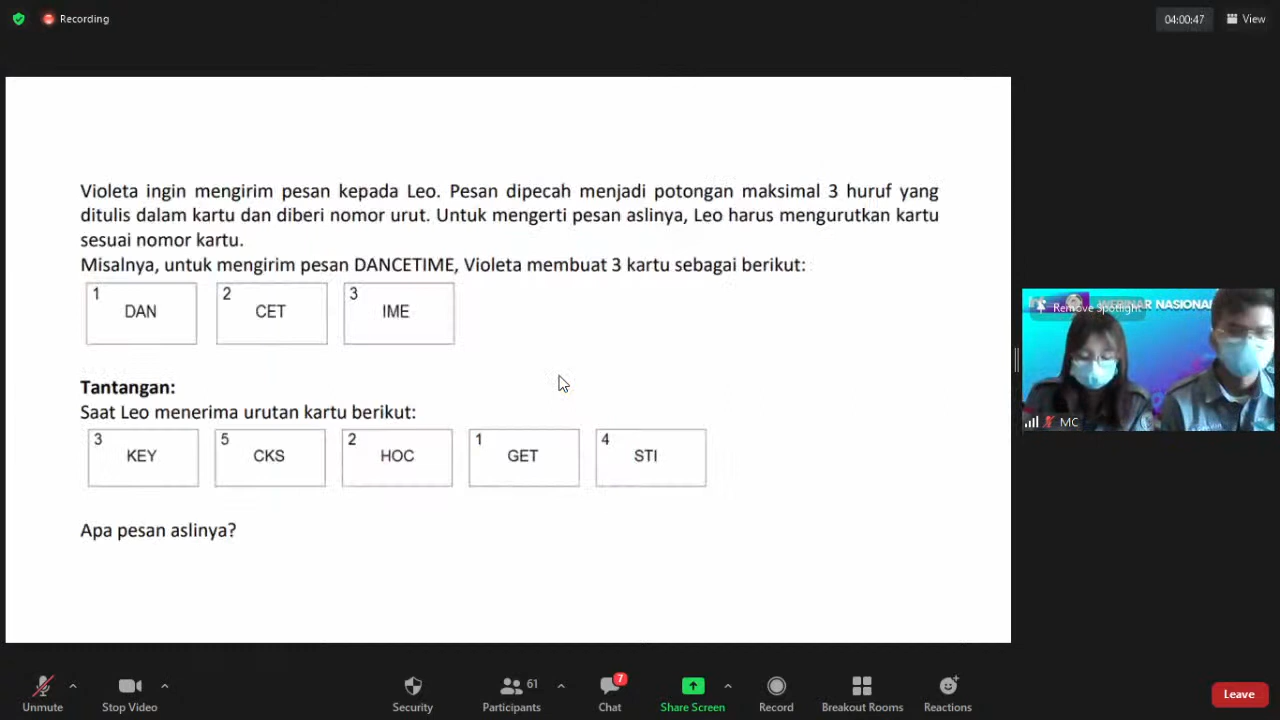 Recording
04:00:47
View
Violeta ingin mengirim pesan kepada Leo. Pesan dipecah menjadi potongan maksimal 3 huruf yang
ditulis dalam kartu dan diberi nomor urut. Untuk mengerti pesan aslinya, Leo harus mengurutkan kartu
sesuai nomor kartu.
Misalnya, untuk mengirim pesan DANCETIME, Violeta membuat 3 kartu sebagai berikut:
1 DAN
2 CET
3 IME
Tantangan:
Saat Leo menerima urutan kartu berikut:
3 KEY
5 CKS
2 HOC
1 GET
4 STI
Apa pesan aslinya?
WEBINAR NASIONAL
Remove Spotlight
MC
Unmute
Stop Video
Security
61
Participants
7
Chat
Share Screen
Record
Breakout Rooms
Reactions
Leave